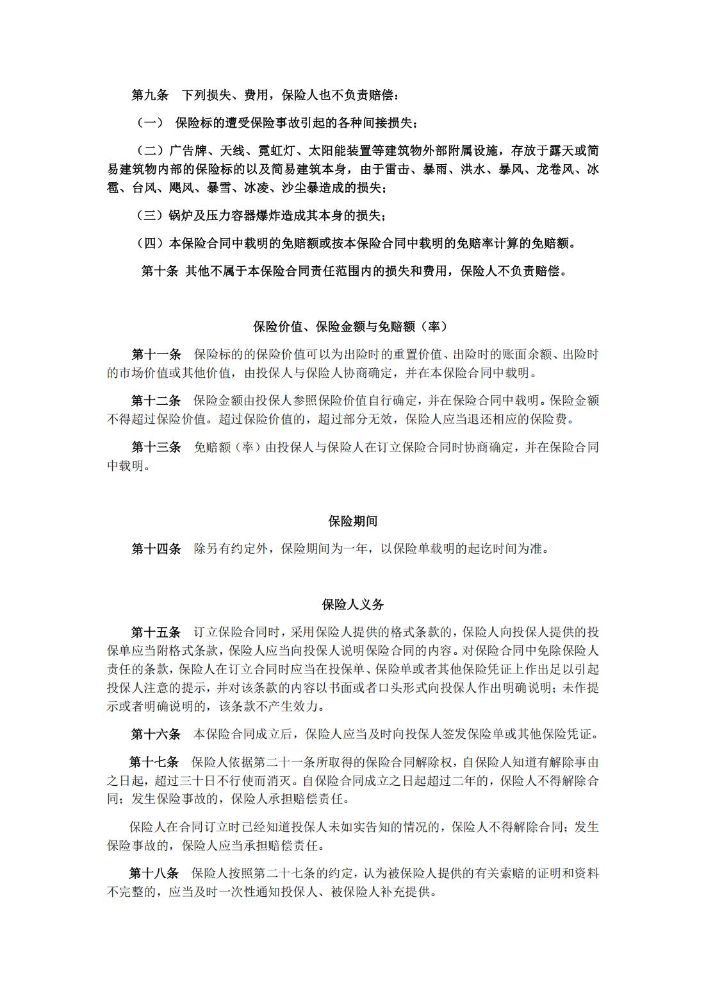 第九条　下列损失、费用，保险人也不负责赔偿：
（一） 保险标的遭受保险事故引起的各种间接损失；
（二）广告牌、天线、霓虹灯、太阳能装置等建筑物外部附属设施，存放于露天或简
易建筑物内部的保险标的以及简易建筑本身，由于雷击、暴雨、洪水、暴风、龙卷风、冰
雹、台风、飓风、暴雪、冰凌、沙尘暴造成的损失；
（三）锅炉及压力容器爆炸造成其本身的损失；
（四）本保险合同中载明的免赔额或按本保险合同中载明的免赔率计算的免赔额。
第十条 其他不属于本保险合同责任范围内的损失和费用，保险人不负责赔偿。
保险价值、保险金额与免赔额（率）
第十一条　保险标的的保险价值可以为出险时的重置价值、出险时的账面余额、出险时
的市场价值或其他价值，由投保人与保险人协商确定，并在本保险合同中载明。
第十二条　保险金额由投保人参照保险价值自行确定，并在保险合同中载明。保险金额
不得超过保险价值。超过保险价值的，超过部分无效，保险人应当退还相应的保险费。
第十三条　免赔额（率）由投保人与保险人在订立保险合同时协商确定，并在保险合同
中载明。
保险期间
第十四条　除另有约定外，保险期间为一年，以保险单载明的起讫时间为准。
保险人义务
第十五条　订立保险合同时，采用保险人提供的格式条款的，保险人向投保人提供的投
保单应当附格式条款，保险人应当向投保人说明保险合同的内容。对保险合同中免除保险人
责任的条款，保险人在订立合同时应当在投保单、保险单或者其他保险凭证上作出足以引起
投保人注意的提示，并对该条款的内容以书面或者口头形式向投保人作出明确说明；未作提
示或者明确说明的，该条款不产生效力。
第十六条　本保险合同成立后，保险人应当及时向投保人签发保险单或其他保险凭证。
第十七条　保险人依据第二十一条所取得的保险合同解除权，自保险人知道有解除事由
之日起，超过三十日不行使而消灭。自保险合同成立之日起超过二年的，保险人不得解除合
同；发生保险事故的，保险人承担赔偿责任。
保险人在合同订立时已经知道投保人未如实告知的情况的，保险人不得解除合同；发生
保险事故的，保险人应当承担赔偿责任。
第十八条　保险人按照第二十七条的约定，认为被保险人提供的有关索赔的证明和资料
不完整的，应当及时一次性通知投保人、被保险人补充提供。